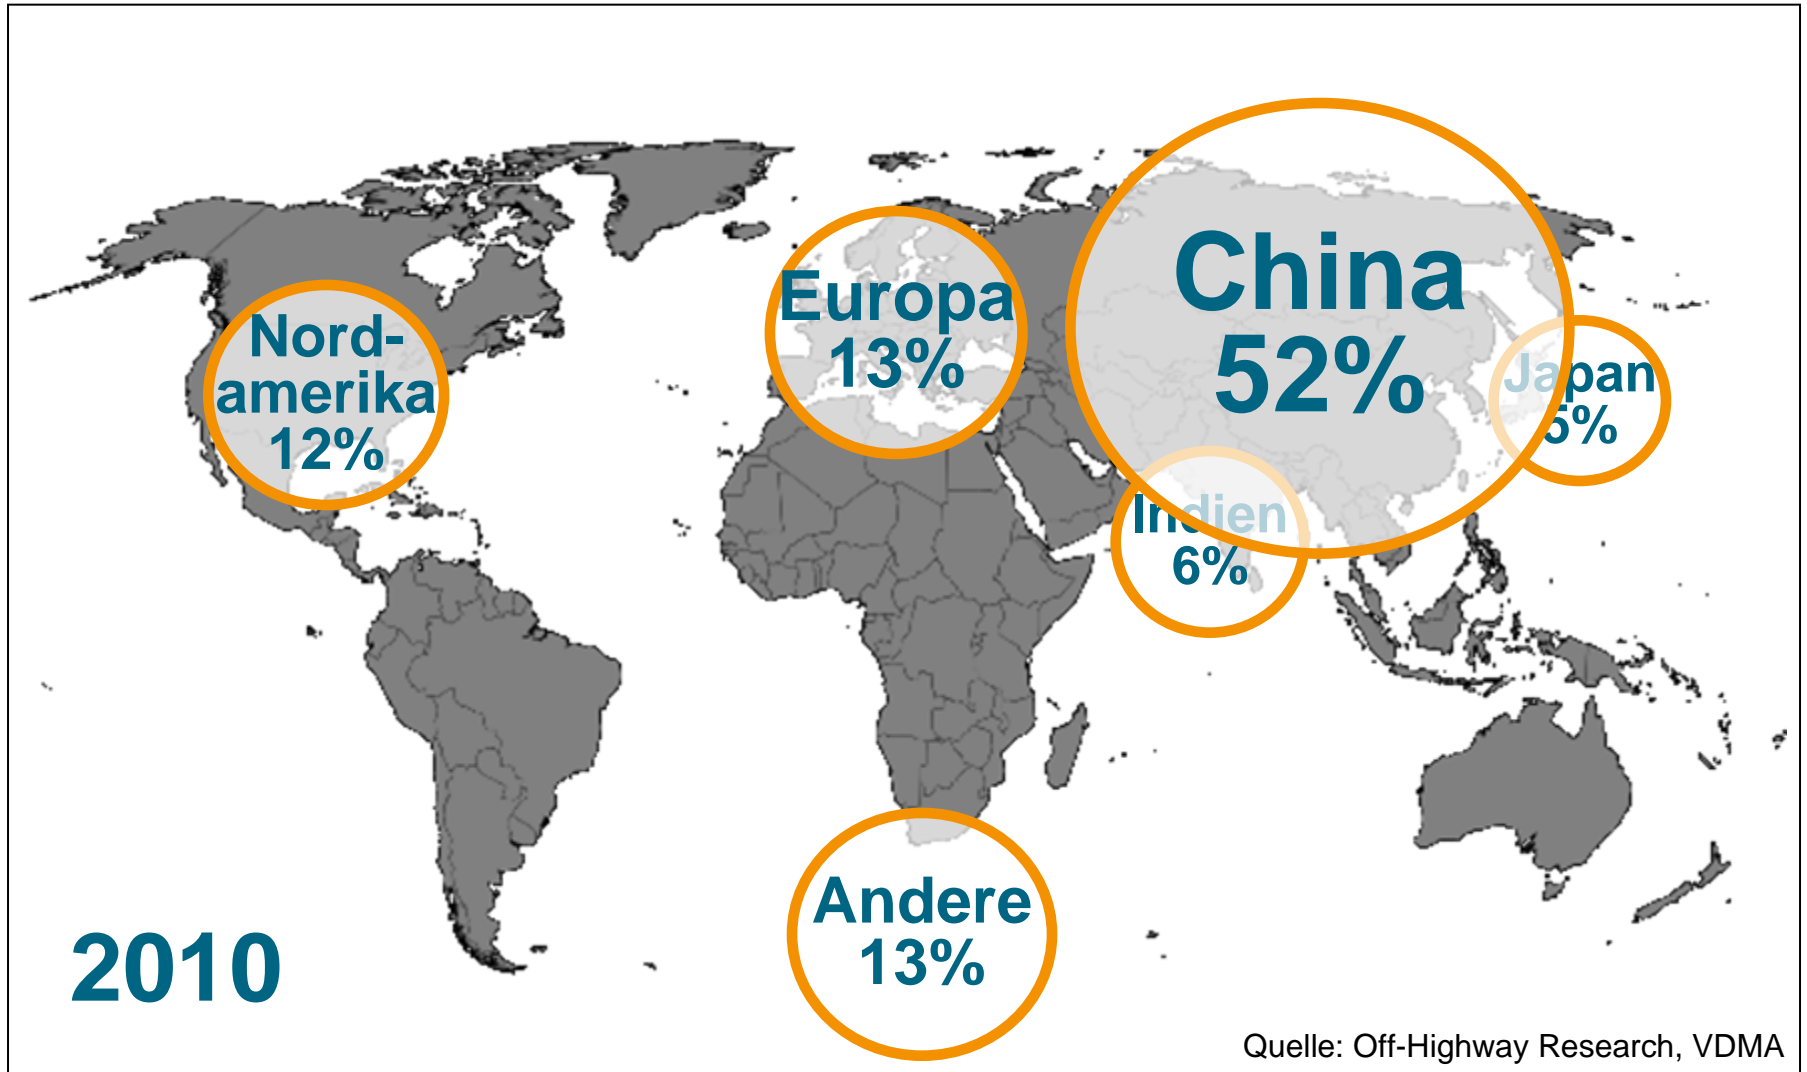 Nord-
amerika
12%
Europa
13%
China
52%
Japan
5%
Indien
6%
Andere
13%
2010
Quelle: Off-Highway Research, VDMA